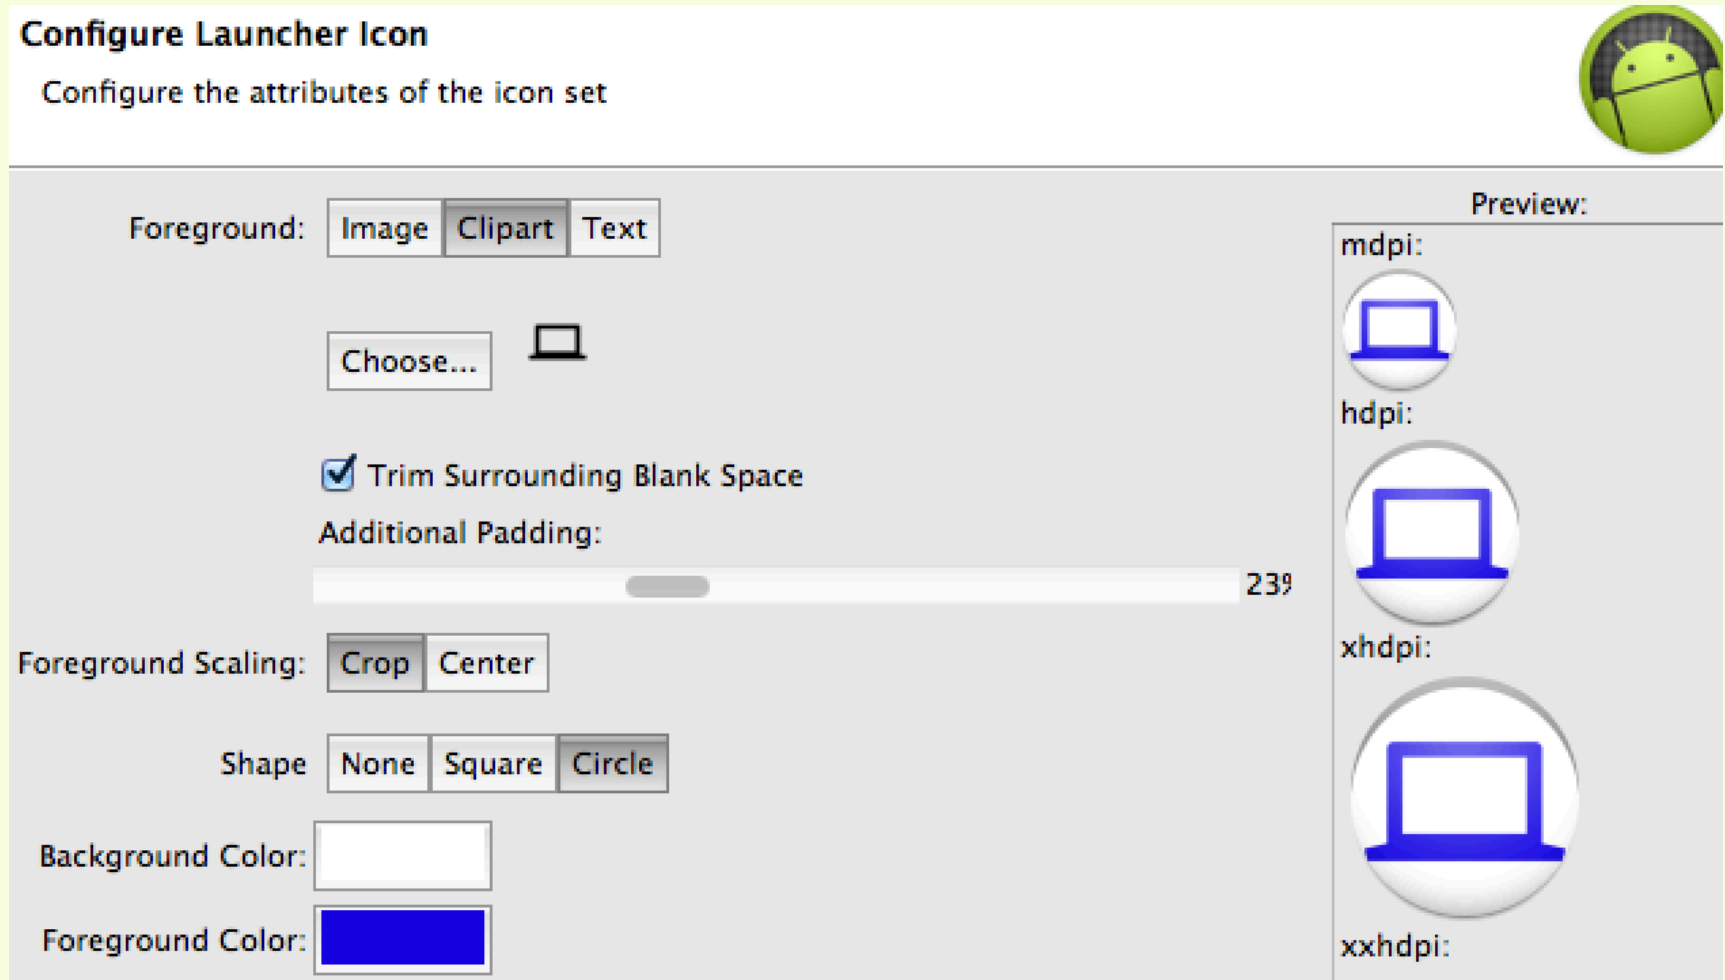 Configure Launcher Icon
Configure the attributes of the icon set
Foreground: Image Clipart Text
Choose...
Trim Surrounding Blank Space
Additional Padding:
23%
Foreground Scaling: Crop Center
Shape None Square Circle
Background Color:
Foreground Color:
Preview:
mdpi:
hdpi:
xhdpi:
xxhdpi: